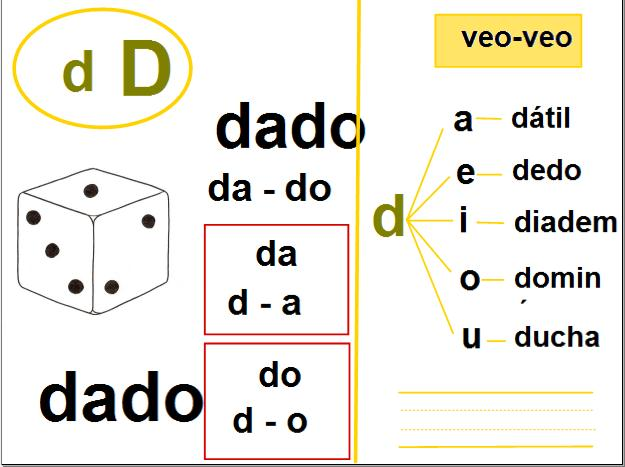 d D
dado
da - do
da
d - a
do
d - o
dado
veo-veo
d
a dátil
e dedo
i diadem
o domin
´
u ducha